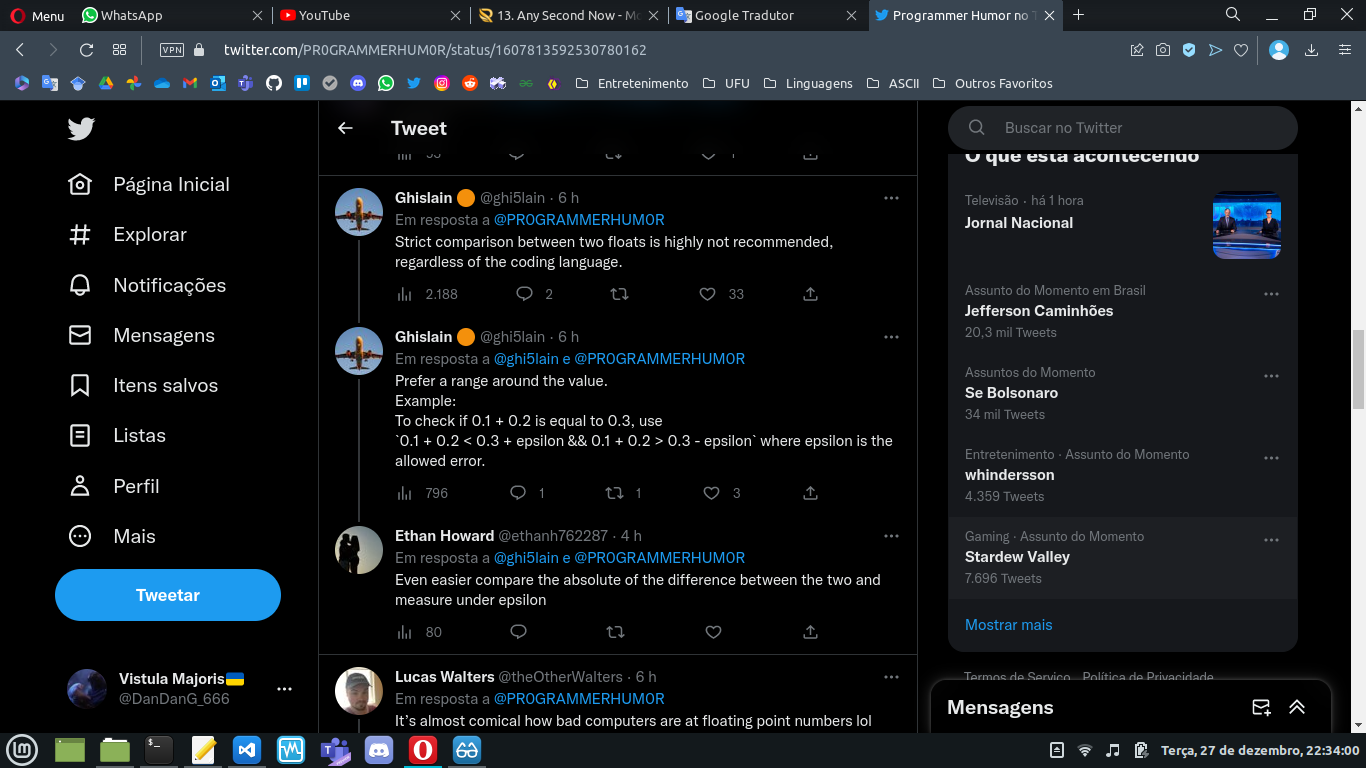 Menu
WhatsApp
YouTube
13. Any Second Now - Mo
Google Tradutor
Programmer Humor no T
VPN
twitter.com/PR0GRAMMERHUM0R/status/1607813592530780162
Entretenimento
UFU
Linguagens
ASCII
Outros Favoritos
Tweet
Página Inicial
Explorar
Notificações
Mensagens
Itens salvos
Listas
Perfil
Mais
Tweetar
Vistula Majoris
@DanDanG_666
Ghislain @ghi5lain · 6 h
Em resposta a @PR0GRAMMERHUM0R
Strict comparison between two floats is highly not recommended,
regardless of the coding language.
2.188 2 33
Ghislain @ghi5lain · 6 h
Em resposta a @ghi5lain e @PR0GRAMMERHUM0R
Prefer a range around the value.
Example:
To check if 0.1 + 0.2 is equal to 0.3, use
`0.1 + 0.2 < 0.3 + epsilon && 0.1 + 0.2 > 0.3 - epsilon` where epsilon is the
allowed error.
796 1 1 3
Ethan Howard @ethanh762287 · 4 h
Em resposta a @ghi5lain e @PR0GRAMMERHUM0R
Even easier compare the absolute of the difference between the two and
measure under epsilon
80
Lucas Walters @theOtherWalters · 6 h
Em resposta a @PR0GRAMMERHUM0R
It's almost comical how bad computers are at floating point numbers lol
Buscar no Twitter
O que está acontecendo
Televisão · há 1 hora
Jornal Nacional
Assunto do Momento em Brasil
Jefferson Caminhões
20,3 mil Tweets
Assuntos do Momento
Se Bolsonaro
34 mil Tweets
Entretenimento · Assunto do Momento
whindersson
4.359 Tweets
Gaming · Assunto do Momento
Stardew Valley
7.696 Tweets
Mostrar mais
Termos de Serviço Política de Privacidade
Mensagens
Terça, 27 de dezembro, 22:34:00